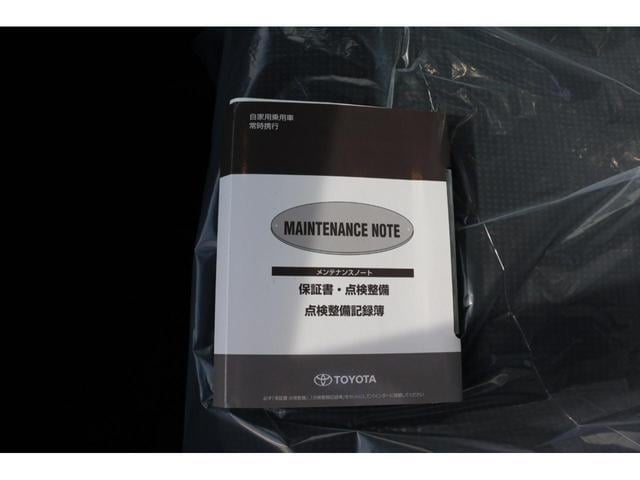 自家用乗用車
常時携行
MAINTENANCE NOTE
メンテナンスノート
保証書・点検整備
点検整備記録簿
TOYOTA